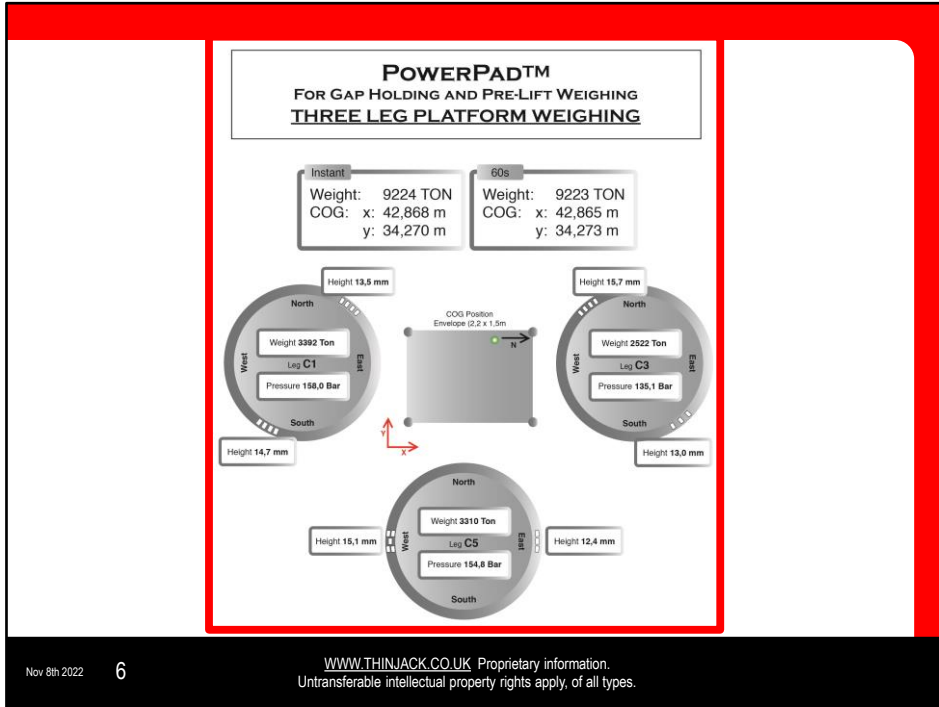 POWERPAD™
FOR GAP HOLDING AND PRE-LIFT WEIGHING
THREE LEG PLATFORM WEIGHING
Instant
Weight: 9224 TON
COG: x: 42,868 m
y: 34,270 m
60s
Weight: 9223 TON
COG: x: 42,865 m
y: 34,273 m
Height 13,5 mm
North
Weight 3392 Ton
West
Leg C1
East
Pressure 158,0 Bar
South
Height 14,7 mm
COG Position
Envelope (2,2 x 1,5m
N
Y
X
Height 15,7 mm
North
Weight 2522 Ton
West
Leg C3
East
Pressure 135,1 Bar
South
Height 13,0 mm
North
Weight 3310 Ton
Height 15,1 mm
West
Leg C5
East
Height 12,4 mm
Pressure 154,8 Bar
South
Nov 8th 2022
6
WWW.THINJACK.CO.UK Proprietary information.
Untransferable intellectual property rights apply, of all types.